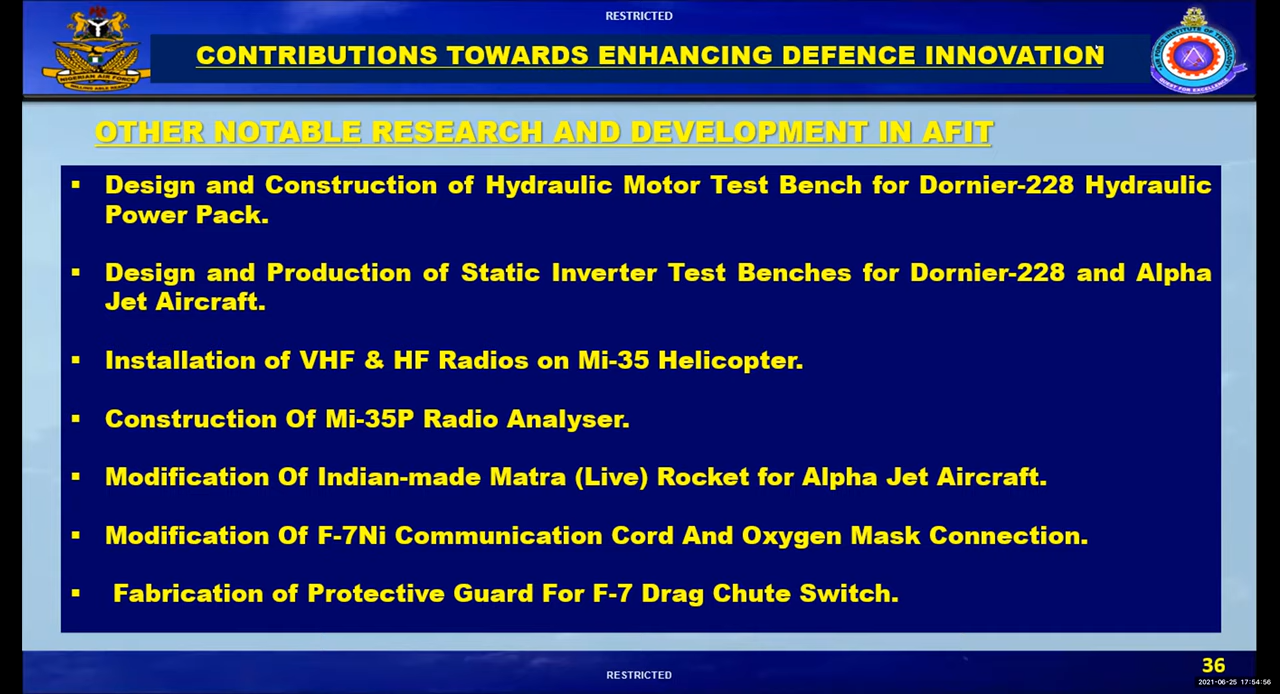 RESTRICTED
CONTRIBUTIONS TOWARDS ENHANCING DEFENCE INNOVATION
NIGERIAN AIR FORCE
OTHER NOTABLE RESEARCH AND DEVELOPMENT IN AFIT
▪ Design and Construction of Hydraulic Motor Test Bench for Dornier-228 Hydraulic
Power Pack.
▪ Design and Production of Static Inverter Test Benches for Dornier-228 and Alpha
Jet Aircraft.
▪ Installation of VHF & HF Radios on Mi-35 Helicopter.
▪ Construction Of Mi-35P Radio Analyser.
▪ Modification Of Indian-made Matra (Live) Rocket for Alpha Jet Aircraft.
▪ Modification Of F-7Ni Communication Cord And Oxygen Mask Connection.
▪ Fabrication of Protective Guard For F-7 Drag Chute Switch.
RESTRICTED
36
2021-06-25 17:54:56